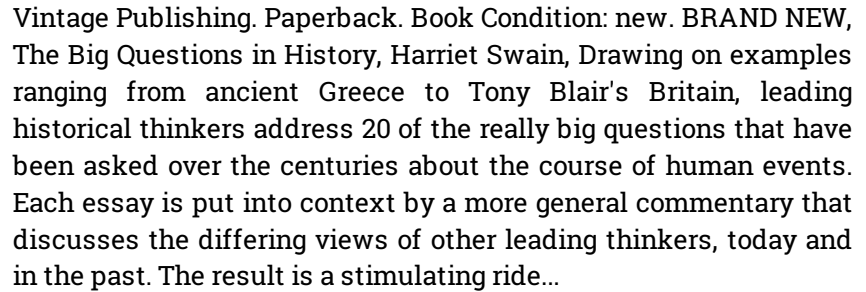 Vintage Publishing. Paperback. Book Condition: new. BRAND NEW,
The Big Questions in History, Harriet Swain, Drawing on examples
ranging from ancient Greece to Tony Blair's Britain, leading
historical thinkers address 20 of the really big questions that have
been asked over the centuries about the course of human events.
Each essay is put into context by a more general commentary that
discusses the differing views of other leading thinkers, today and
in the past. The result is a stimulating ride...